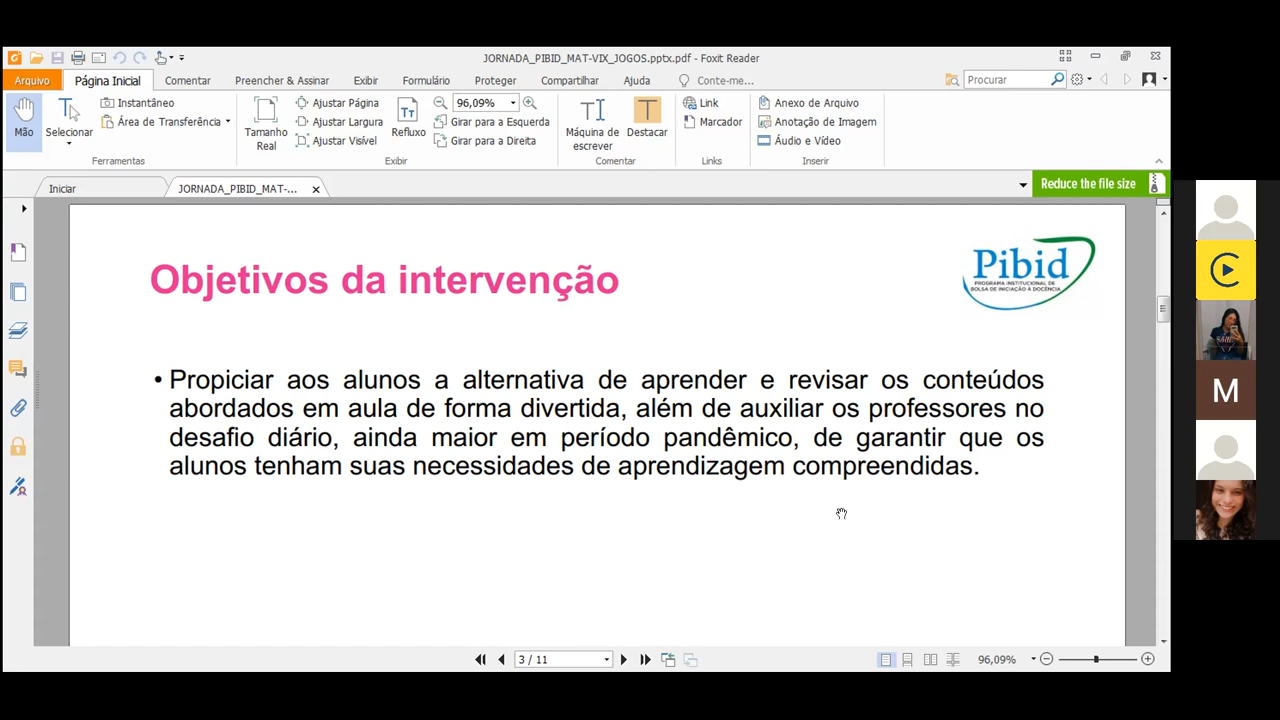 JORNADA_PIBID_MAT-VIX_JOGOS.pptx.pdf - Foxit Reader
Arquivo Página Inicial Comentar Preencher & Assinar Exibir Formulário Proteger Compartilhar Ajuda Conte-me... Procurar
Mão
Selecionar
Instantâneo
Área de Transferência
Ferramentas
Tamanho Real
Ajustar Página
Ajustar Largura
Ajustar Visível
Refluxo
96,09%
Girar para a Esquerda
Girar para a Direita
Exibir
Máquina de escrever
Destacar
Comentar
Link
Marcador
Links
Anexo de Arquivo
Anotação de Imagem
Áudio e Vídeo
Inserir
Iniciar
JORNADA_PIBID_MAT-...
Reduce the file size
Objetivos da intervenção
Pibid
PROGRAMA INSTITUCIONAL DE
BOLSA DE INICIAÇÃO À DOCÊNCIA
• Propiciar aos alunos a alternativa de aprender e revisar os conteúdos
abordados em aula de forma divertida, além de auxiliar os professores no
desafio diário, ainda maior em período pandêmico, de garantir que os
alunos tenham suas necessidades de aprendizagem compreendidas.
M
3 / 11
96,09%